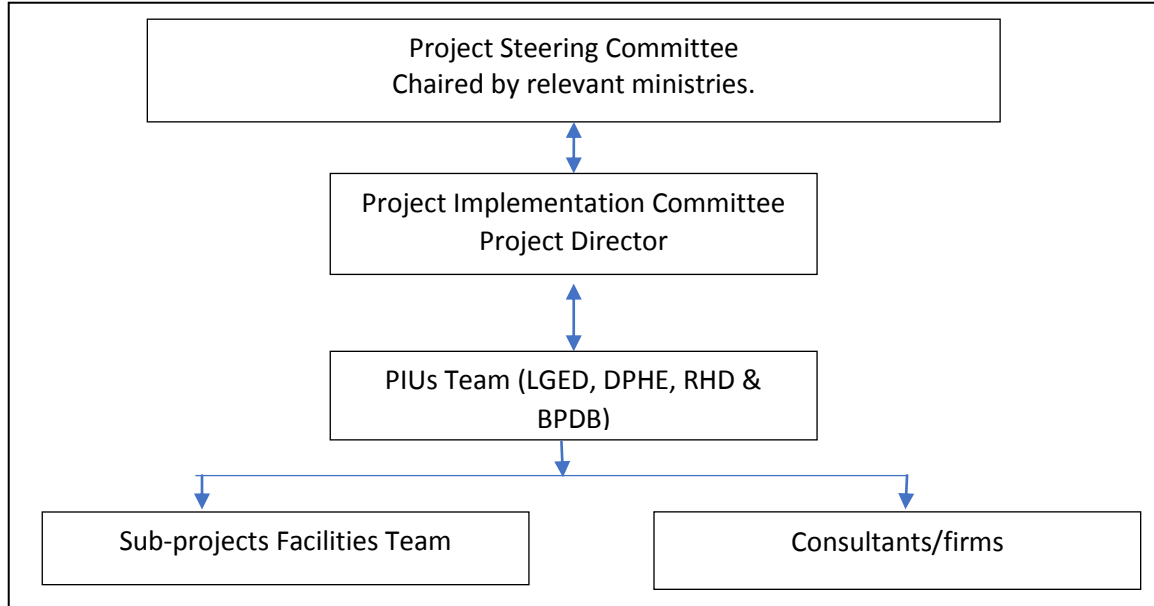 Project Steering Committee
Chaired by relevant ministries.
Project Implementation Committee
Project Director
PIUs Team (LGED, DPHE, RHD &
BPDB)
Sub-projects Facilities Team
Consultants/firms